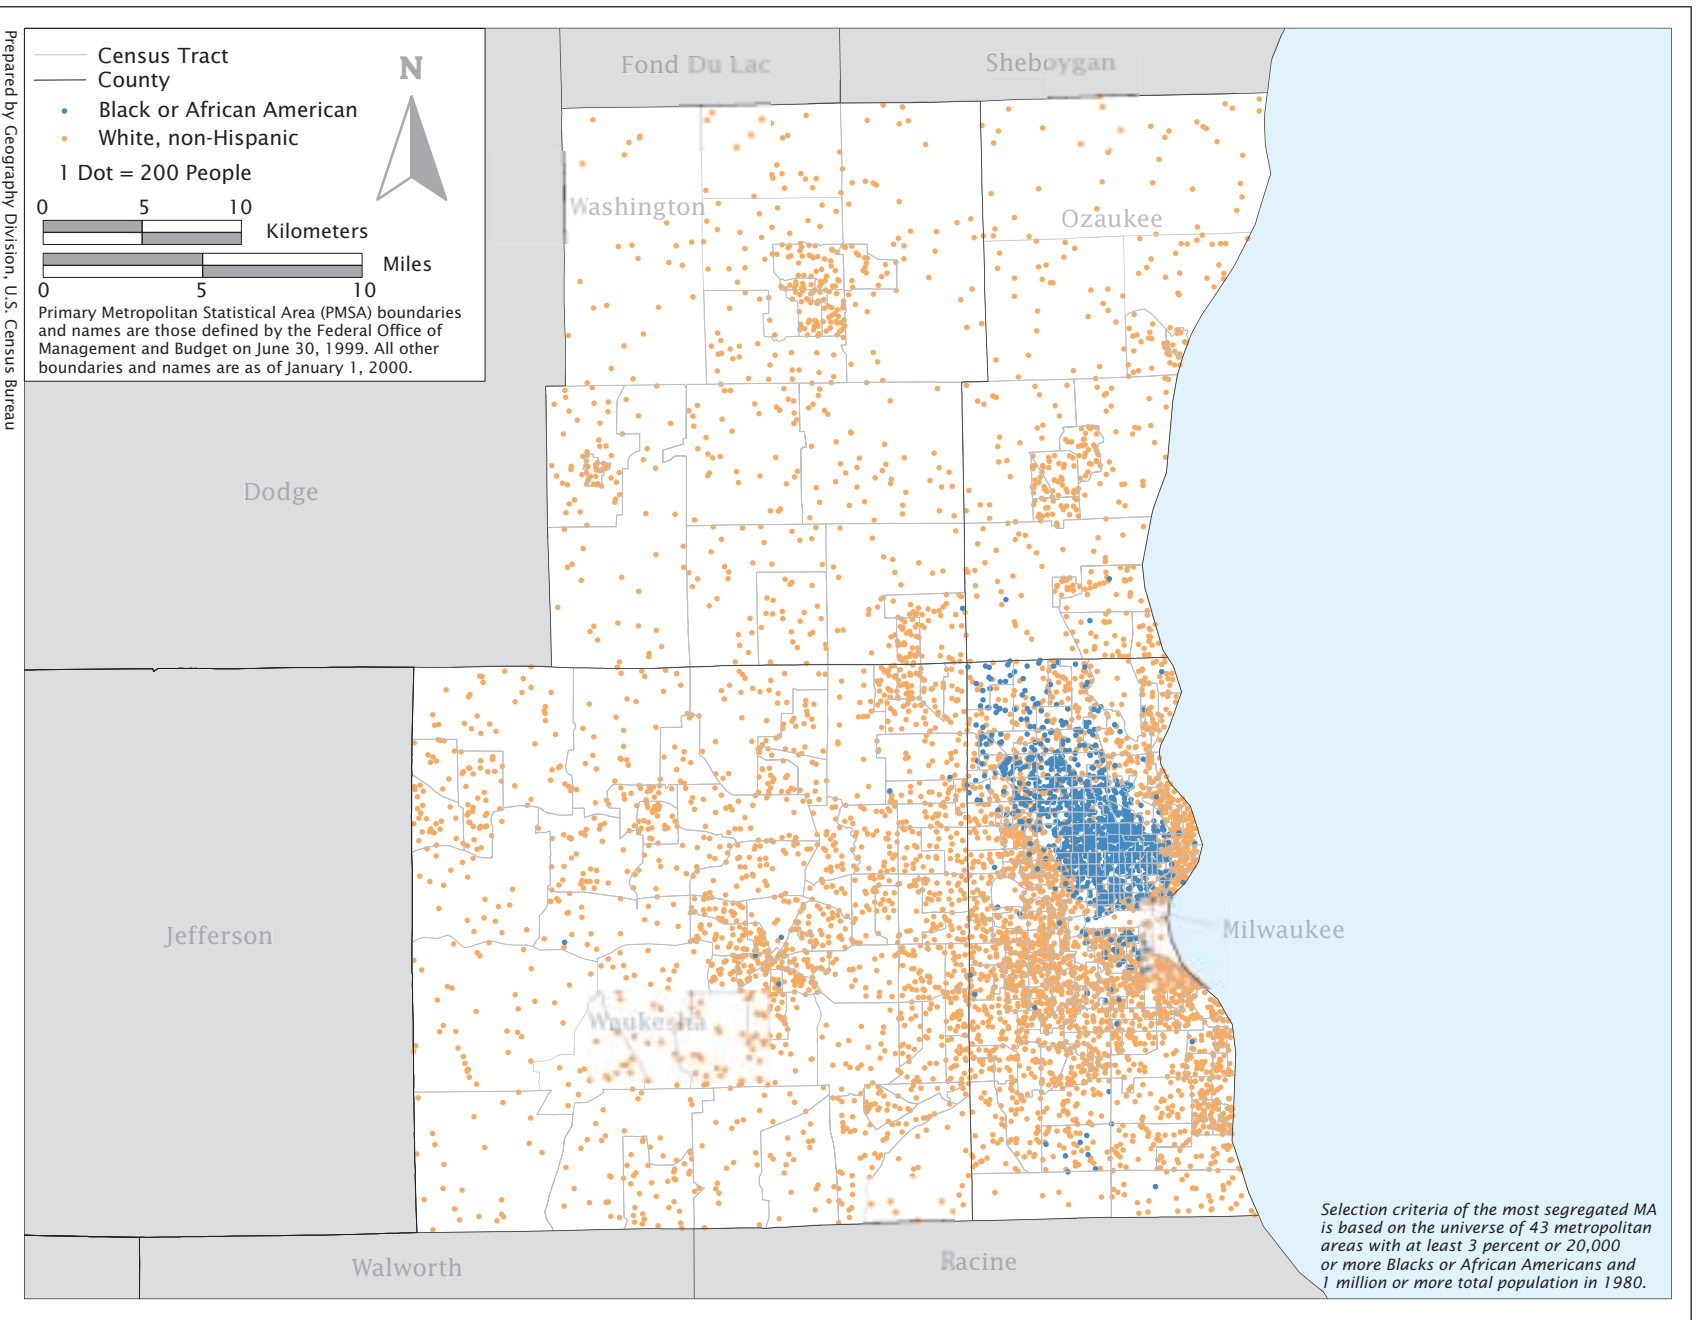 Prepared by Geography Division, U.S. Census Bureau
Census Tract
County
Black or African American
White, non-Hispanic
1 Dot = 200 People
N
0 5 10
Kilometers
Miles
0 5 10
Primary Metropolitan Statistical Area (PMSA) boundaries
and names are those defined by the Federal Office of
Management and Budget on June 30, 1999. All other
boundaries and names are as of January 1, 2000.
Fond Du Lac
Sheboygan
Washington
Ozaukee
Dodge
Jefferson
Milwaukee
Waukesha
Walworth
Racine
Selection criteria of the most segregated MA
is based on the universe of 43 metropolitan
areas with at least 3 percent or 20,000
or more Blacks or African Americans and
1 million or more total population in 1980.